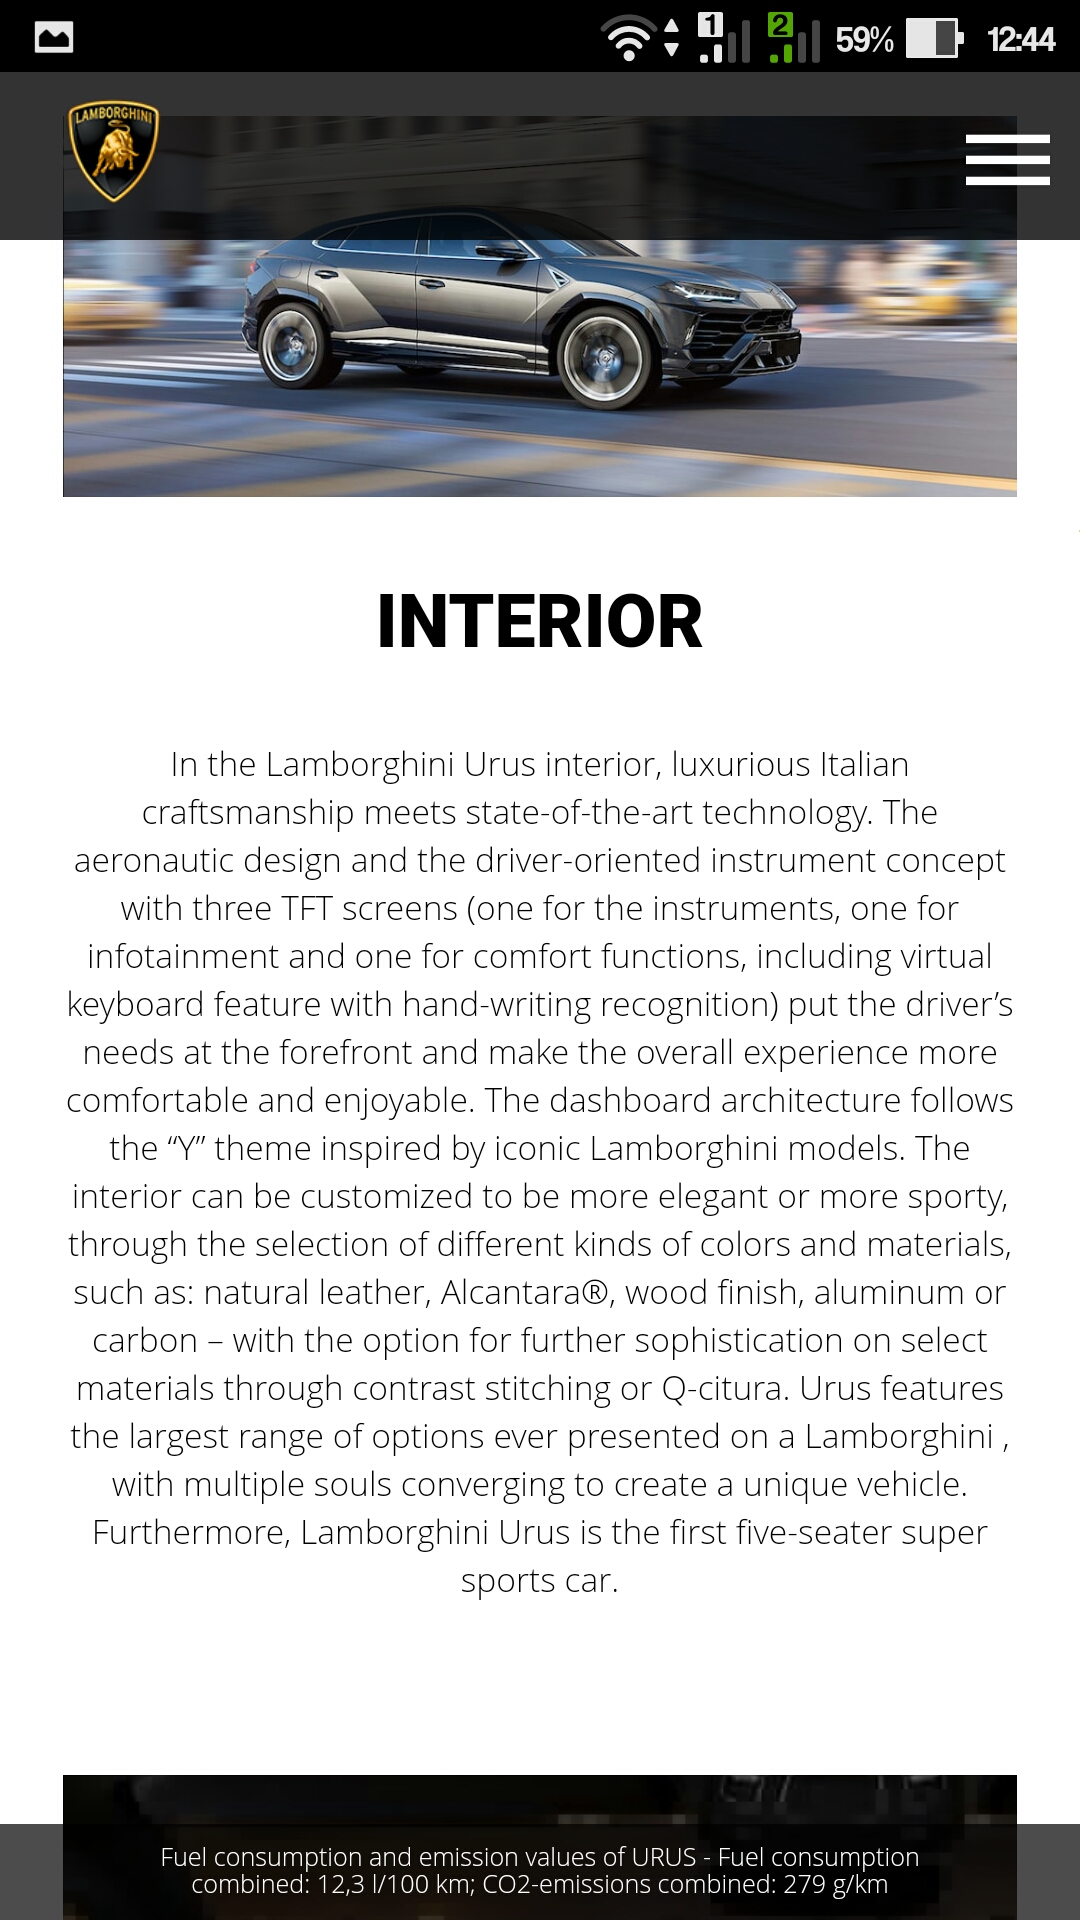 1 2 59% 12:44
LAMBORGHINI
INTERIOR
In the Lamborghini Urus interior, luxurious Italian
craftsmanship meets state-of-the-art technology. The
aeronautic design and the driver-oriented instrument concept
with three TFT screens (one for the instruments, one for
infotainment and one for comfort functions, including virtual
keyboard feature with hand-writing recognition) put the driver’s
needs at the forefront and make the overall experience more
comfortable and enjoyable. The dashboard architecture follows
the “Y” theme inspired by iconic Lamborghini models. The
interior can be customized to be more elegant or more sporty,
through the selection of different kinds of colors and materials,
such as: natural leather, Alcantara®, wood finish, aluminum or
carbon – with the option for further sophistication on select
materials through contrast stitching or Q-citura. Urus features
the largest range of options ever presented on a Lamborghini ,
with multiple souls converging to create a unique vehicle.
Furthermore, Lamborghini Urus is the first five-seater super
sports car.
Fuel consumption and emission values of URUS - Fuel consumption
combined: 12,3 l/100 km; CO2-emissions combined: 279 g/km